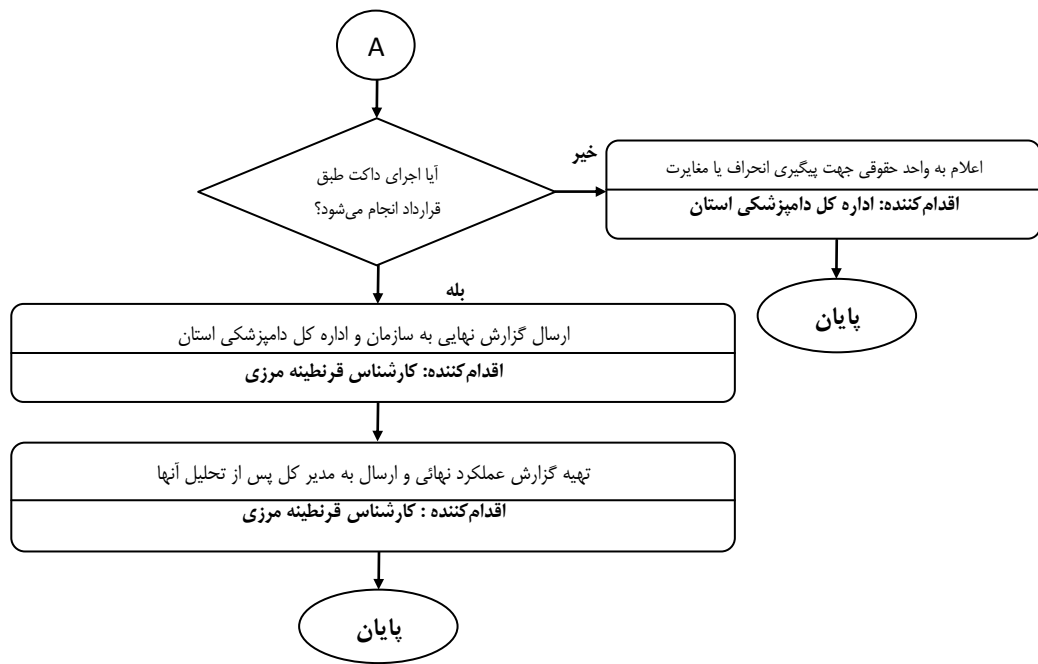 A
آیا اجرای داکت طبق
قرارداد انجام می‌شود؟
خیر
اعلام به واحد حقوقی جهت پیگیری انحراف یا مغایرت
اقدام‌کننده: اداره کل دامپزشکی استان
پایان
بله
ارسال گزارش نهایی به سازمان و اداره کل دامپزشکی استان
اقدام‌کننده: کارشناس قرنطینه مرزی
تهیه گزارش عملکرد نهائی و ارسال به مدیر کل پس از تحلیل آنها
اقدام‌کننده : کارشناس قرنطینه مرزی
پایان